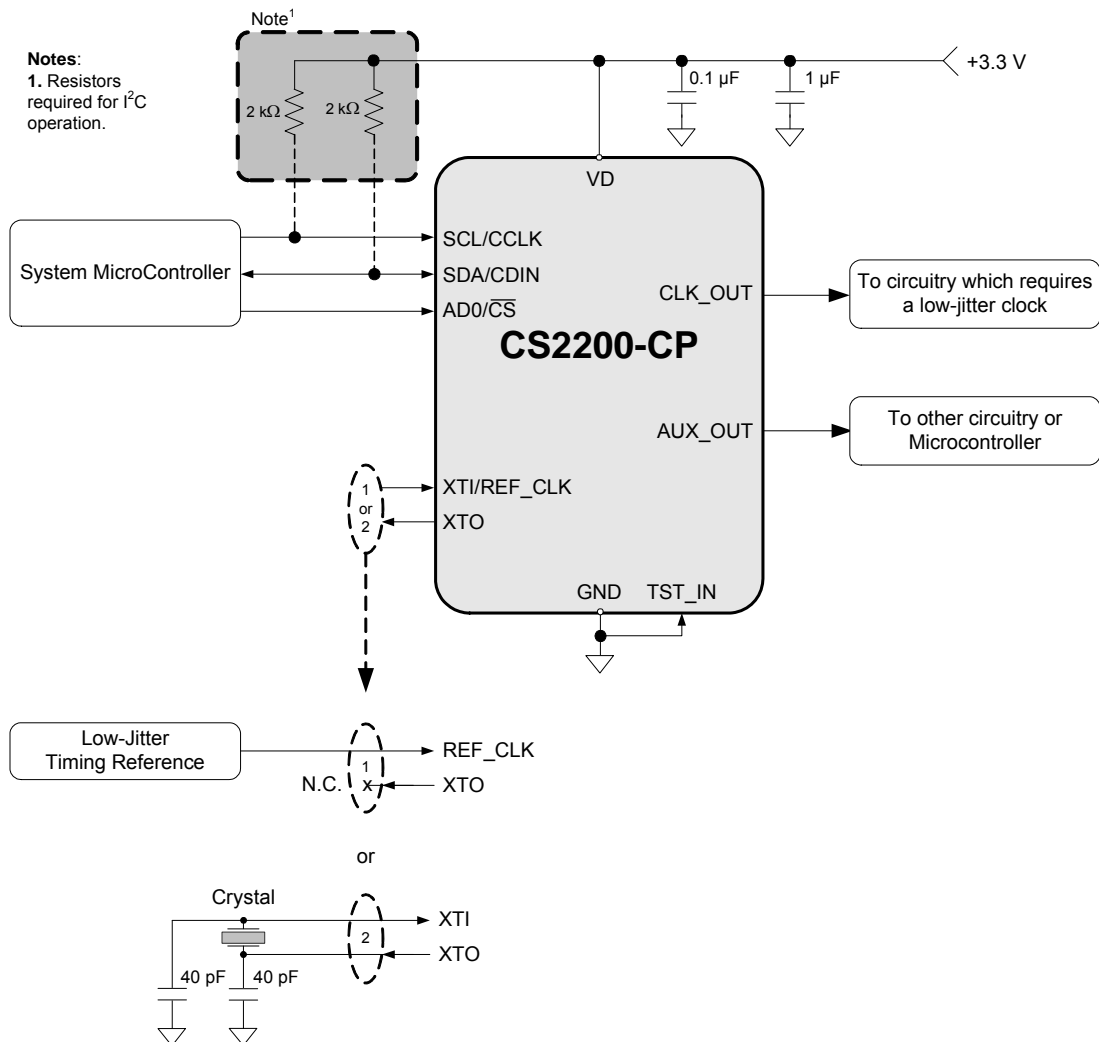 Note¹
Notes:
1. Resistors
required for I²C
operation.
2 kΩ
2 kΩ
0.1 µF
1 µF
+3.3 V
VD
System MicroController
SCL/CCLK
SDA/CDIN
AD0/C̅S̅
CS2200-CP
CLK_OUT
To circuitry which requires
a low-jitter clock
AUX_OUT
To other circuitry or
Microcontroller
1
or
2
XTI/REF_CLK
XTO
GND
TST_IN
Low-Jitter
Timing Reference
1
N.C.
x
REF_CLK
XTO
or
Crystal
2
XTI
XTO
40 pF
40 pF